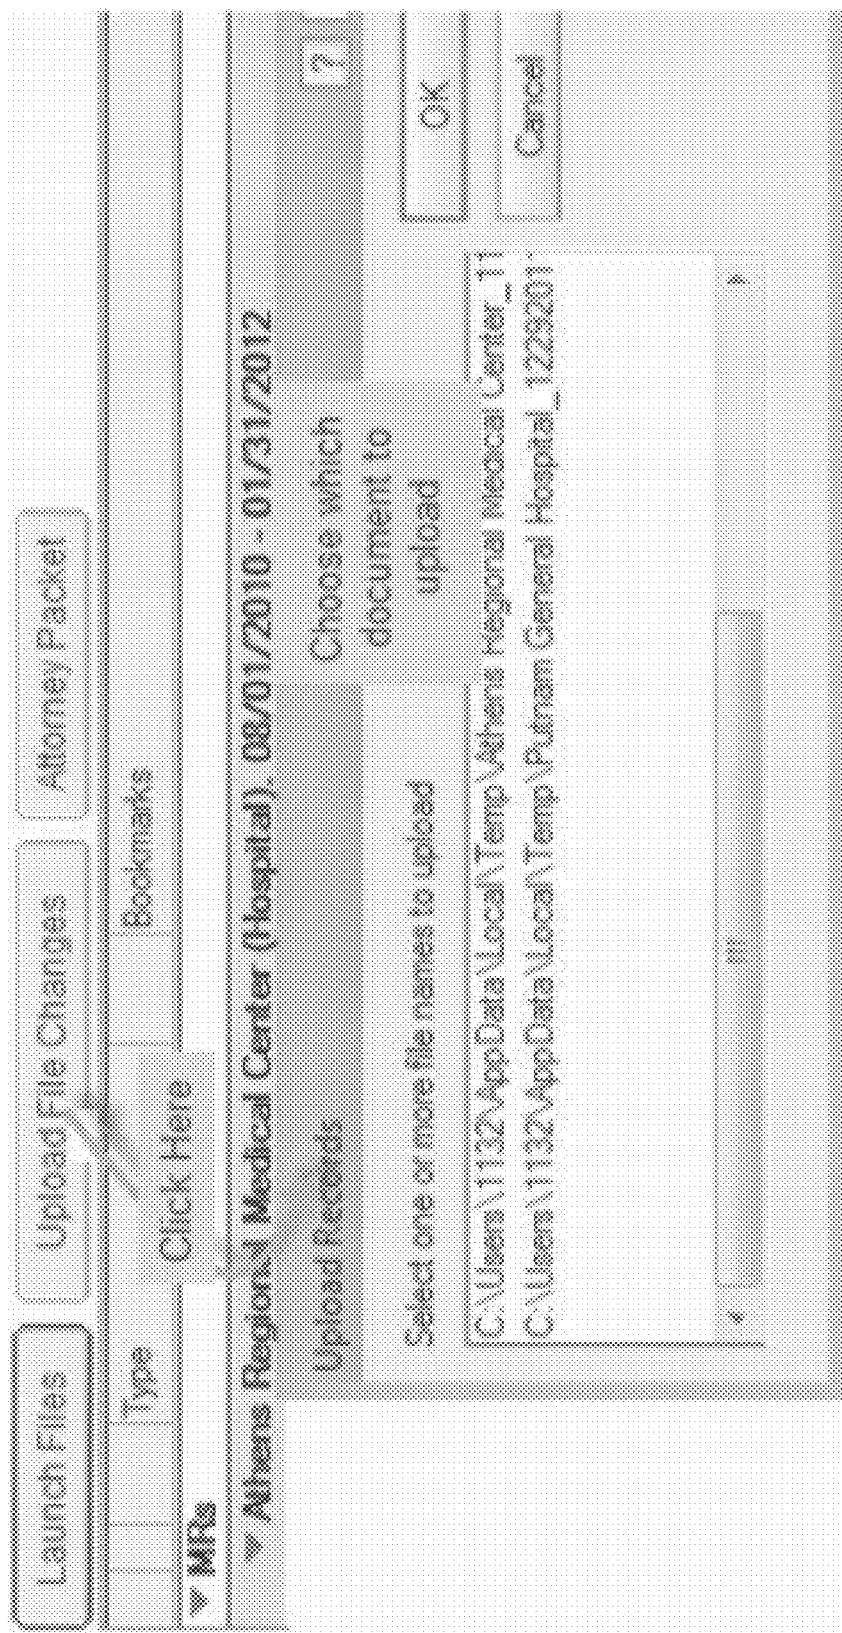 Launch Files
Upload File Changes
Attorney Packet
Type
Bookmarks
Click Here
MRs
Athens Regional Medical Center (Hospital), 08/01/2010 - 01/31/2012
Upload Records
?
Choose which
document to
upload
Select one or more file names to upload
OK
Cancel
C:\Users\1132\AppData\Local\Temp\Athens Regional Medical Center_11
C:\Users\1132\AppData\Local\Temp\Putnam General Hospital_1229201